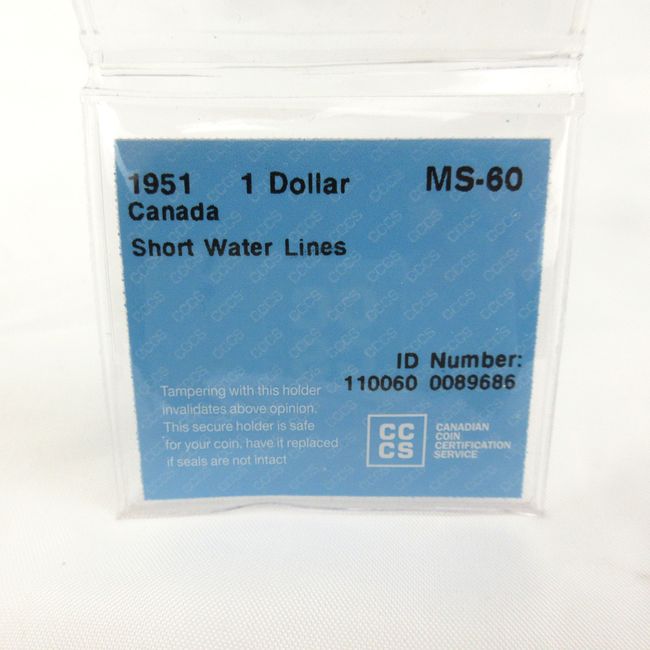 1951 1 Dollar MS-60
Canada
Short Water Lines
ID Number:
110060 0089686
Tampering with this holder
invalidates above opinion.
This secure holder is safe
for your coin, have it replaced
if seals are not intact
CC
CS
CANADIAN
COIN
CERTIFICATION
SERVICE